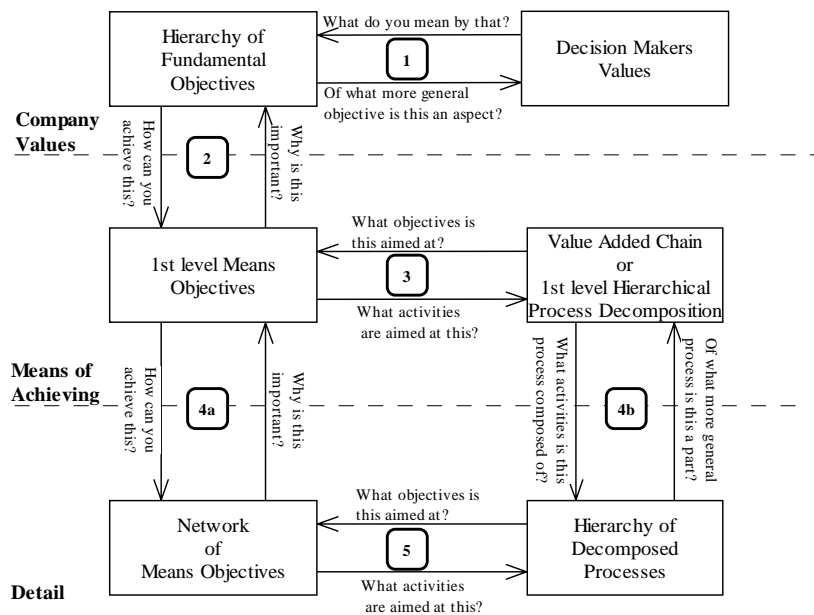 What do you mean by that?
Hierarchy of
Fundamental
Objectives
1
Decision Makers
Values
Of what more general
objective is this an aspect?
Company
Values
How can you
achieve this?
2
Why is this
important?
1st level Means
Objectives
What objectives is
this aimed at?
3
What activities
are aimed at this?
Value Added Chain
or
1st level Hierarchical
Process Decomposition
Means of
Achieving
How can you
achieve this?
4a
Why is this
important?
What activities is this
process composed of?
4b
Of what more general
process is this a part?
Network
of
Means Objectives
What objectives is
this aimed at?
5
What activities
are aimed at this?
Hierarchy of
Decomposed
Processes
Detail